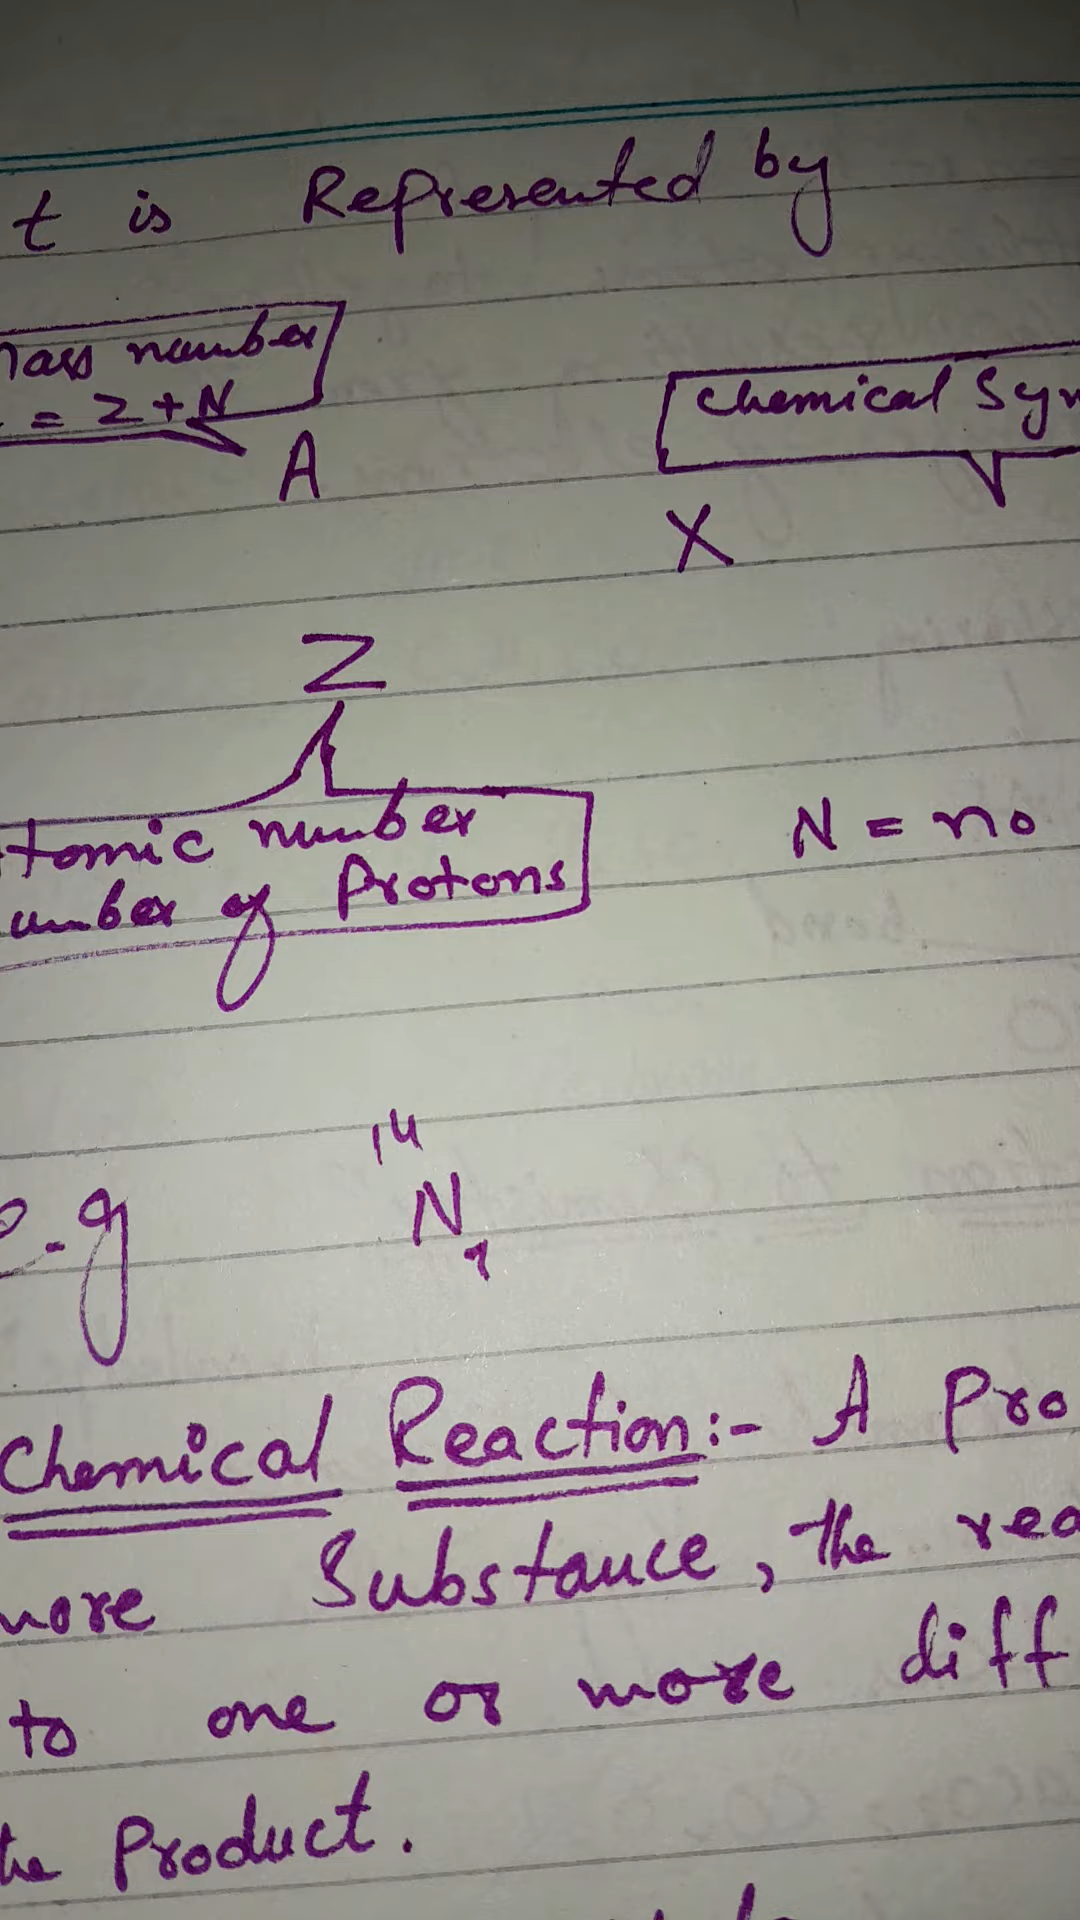 t is Represented by
Mass number
= Z + N
A
Chemical Sym
X
Z
tomic number
umber of Protons
N = no
14
N
7
e.g
Chemical Reaction:- A Pro
more Substance, the rea
to one or more diff
the Product.